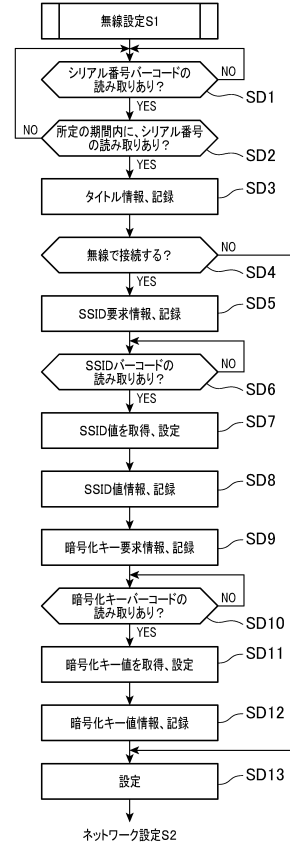 無線設定S1
シリアル番号バーコードの
読み取りあり?
NO
SD1
YES
所定の期間内に、シリアル番号
の読み取りあり?
NO
SD2
YES
タイトル情報、記録
SD3
無線で接続する?
NO
SD4
YES
SSID要求情報、記録
SD5
SSIDバーコードの
読み取りあり?
NO
SD6
YES
SSID値を取得、設定
SD7
SSID値情報、記録
SD8
暗号化キー要求情報、記録
SD9
暗号化キーバーコードの
読み取りあり?
NO
SD10
YES
暗号化キー値を取得、設定
SD11
暗号化キー値情報、記録
SD12
設定
SD13
ネットワーク設定S2